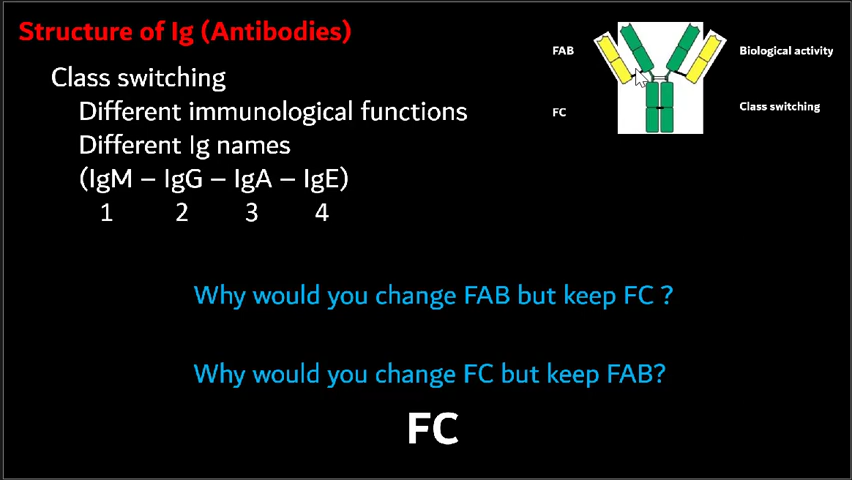 Structure of Ig (Antibodies)
Class switching
Different immunological functions
Different Ig names
(IgM – IgG – IgA – IgE)
1 2 3 4
FAB
Biological activity
FC
Class switching
Why would you change FAB but keep FC ?
Why would you change FC but keep FAB?
FC